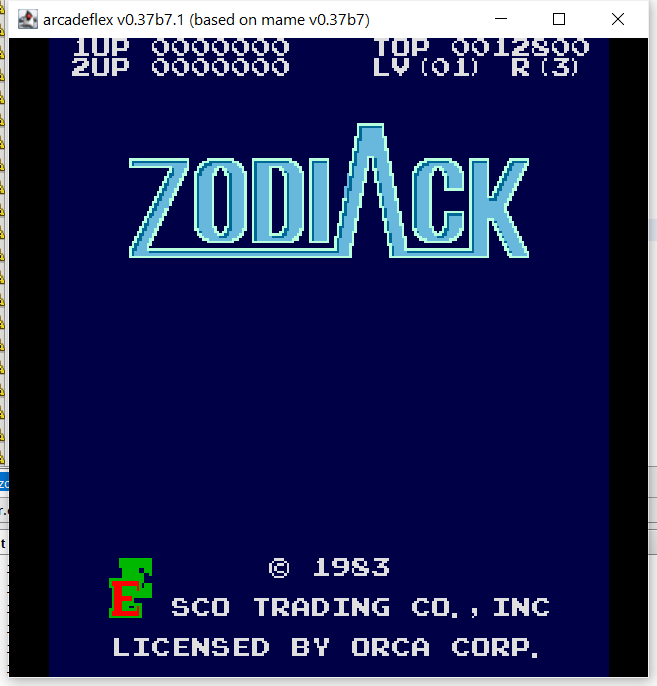 arcadeflex v0.37b7.1 (based on mame v0.37b7)
1UP 0000000 TOP 0012800
2UP 0000000 LV(01) R(3)
ZODIACK
© 1983
E SCO TRADING CO., INC
LICENSED BY ORCA CORP.